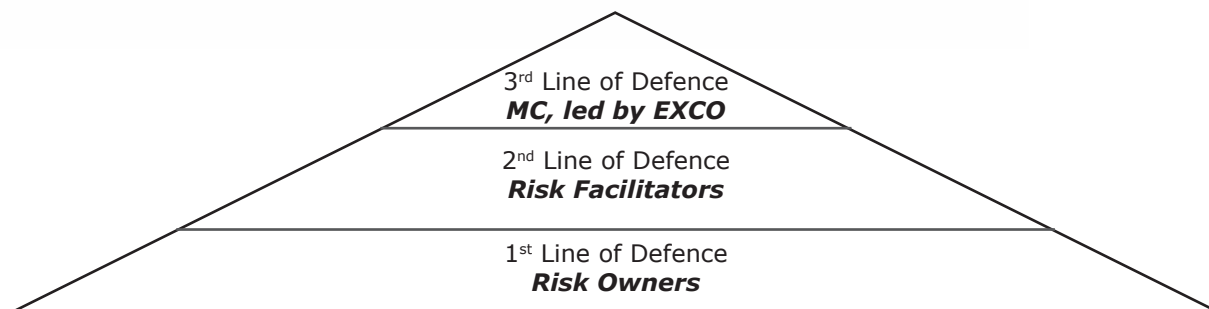 3rd Line of Defence
MC, led by EXCO
2nd Line of Defence
Risk Facilitators
1st Line of Defence
Risk Owners